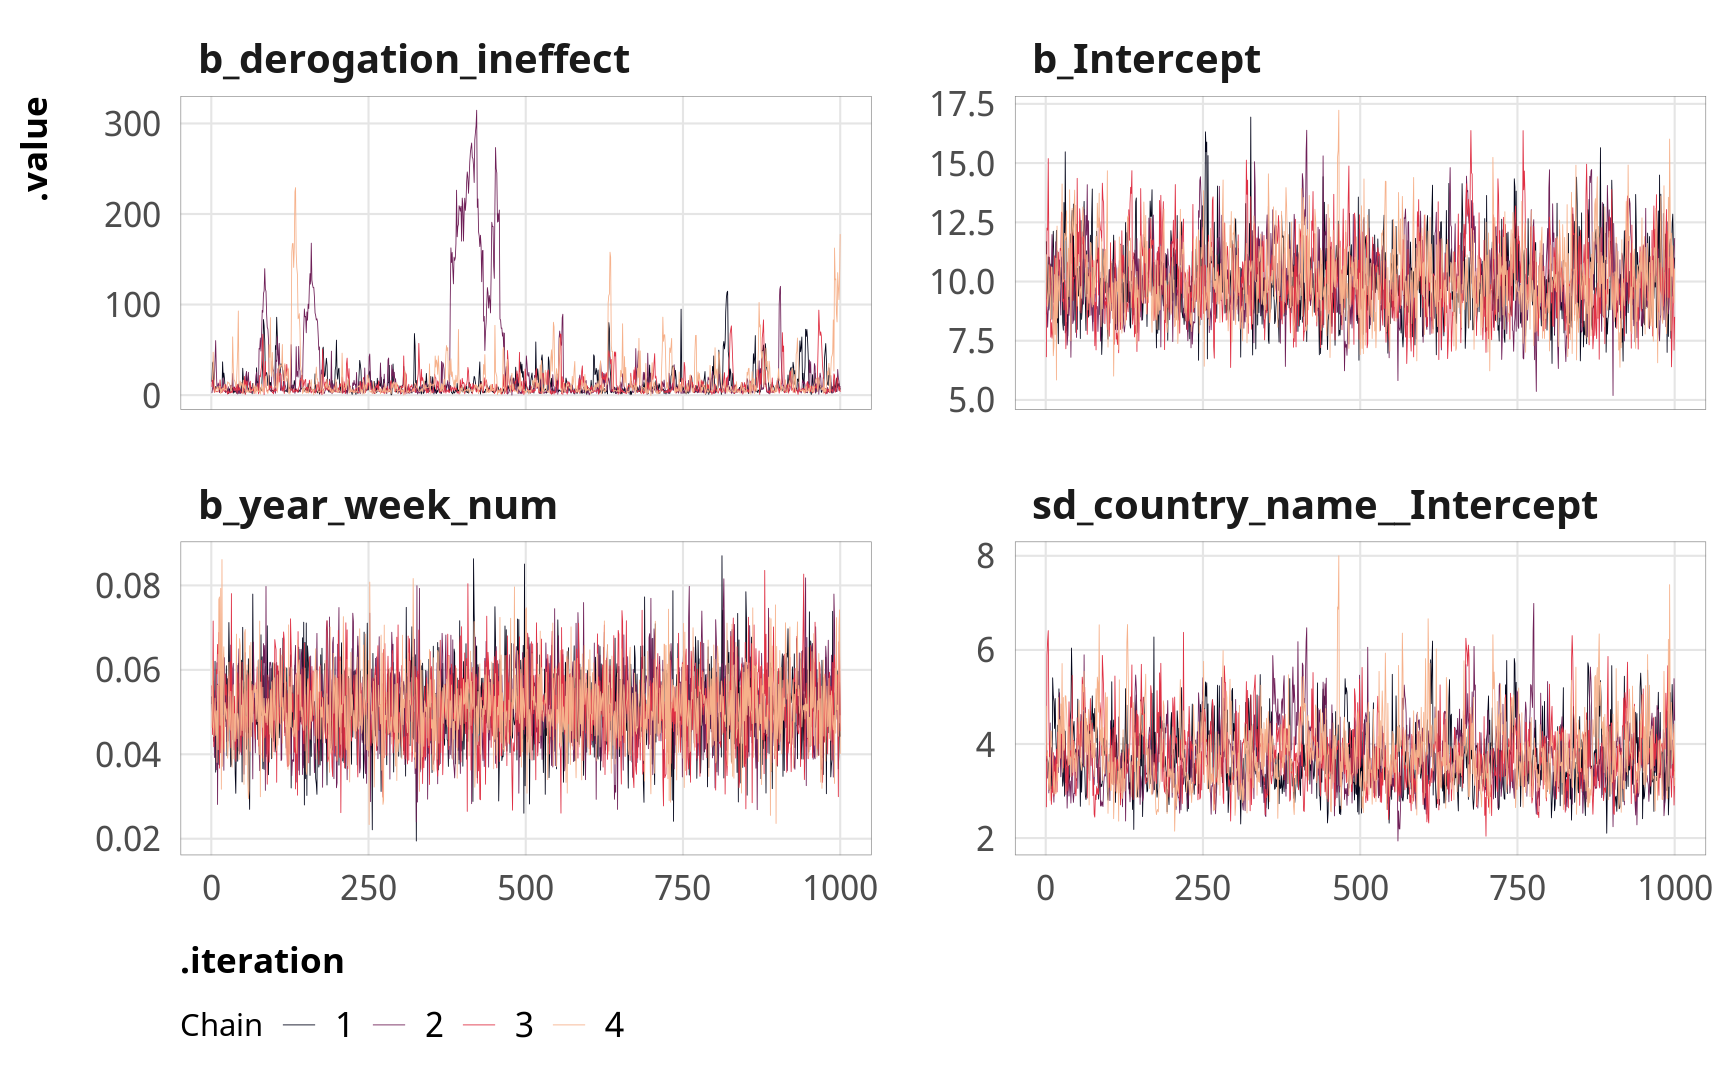 b_derogation_ineffect
b_Intercept
.value
300
200
100
0
17.5
15.0
12.5
10.0
7.5
5.0
b_year_week_num
sd_country_name__Intercept
0.08
0.06
0.04
0.02
8
6
4
2
0 250 500 750 1000
0 250 500 750 1000
.iteration
Chain 1 2 3 4